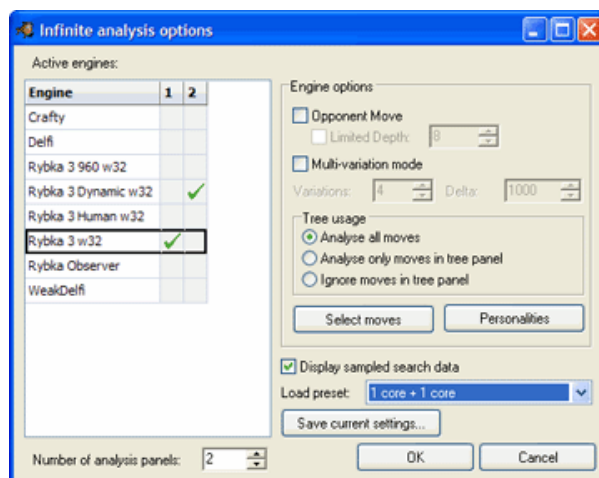 Infinite analysis options
Active engines:
Engine 1 2
Crafty
Delfi
Rybka 3 960 w32
Rybka 3 Dynamic w32
Rybka 3 Human w32
Rybka 3 w32
Rybka Observer
WeakDelfi
Number of analysis panels: 2
Engine options
Opponent Move
Limited Depth: 8
Multi-variation mode
Variations: 4 Delta: 1000
Tree usage
Analyse all moves
Analyse only moves in tree panel
Ignore moves in tree panel
Select moves Personalities
Display sampled search data
Load preset: 1 core + 1 core
Save current settings...
OK Cancel